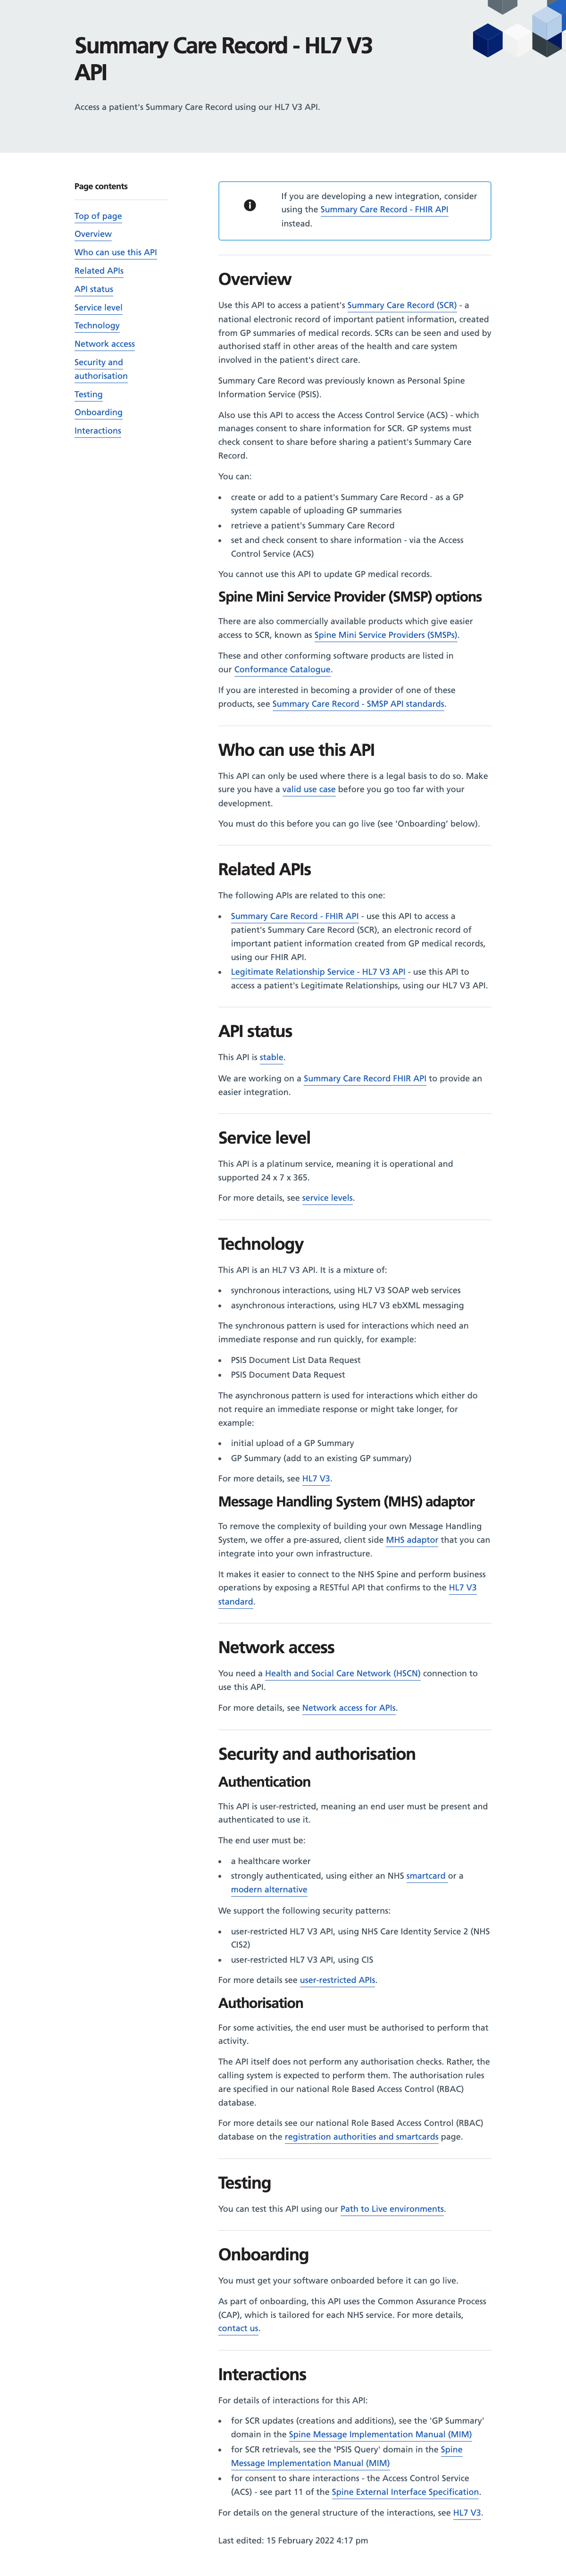 Summary Care Record - HL7 V3
API
Access a patient's Summary Care Record using our HL7 V3 API.
Page contents
Top of page
Overview
Who can use this API
Related APIs
API status
Service level
Technology
Network access
Security and
authorisation
Testing
Onboarding
Interactions
If you are developing a new integration, consider
using the Summary Care Record - FHIR API
instead.
Overview
Use this API to access a patient's Summary Care Record (SCR) - a
national electronic record of important patient information, created
from GP summaries of medical records. SCRs can be seen and used by
authorised staff in other areas of the health and care system
involved in the patient's direct care.
Summary Care Record was previously known as Personal Spine
Information Service (PSIS).
Also use this API to access the Access Control Service (ACS) - which
manages consent to share information for SCR. GP systems must
check consent to share before sharing a patient's Summary Care
Record.
You can:
• create or add to a patient's Summary Care Record - as a GP
system capable of uploading GP summaries
• retrieve a patient's Summary Care Record
• set and check consent to share information - via the Access
Control Service (ACS)
You cannot use this API to update GP medical records.
Spine Mini Service Provider (SMSP) options
There are also commercially available products which give easier
access to SCR, known as Spine Mini Service Providers (SMSPs).
These and other conforming software products are listed in
our Conformance Catalogue.
If you are interested in becoming a provider of one of these
products, see Summary Care Record - SMSP API standards.
Who can use this API
This API can only be used where there is a legal basis to do so. Make
sure you have a valid use case before you go too far with your
development.
You must do this before you can go live (see ‘Onboarding’ below).
Related APIs
The following APIs are related to this one:
• Summary Care Record - FHIR API - use this API to access a
patient's Summary Care Record (SCR), an electronic record of
important patient information created from GP medical records,
using our FHIR API.
• Legitimate Relationship Service - HL7 V3 API - use this API to
access a patient's Legitimate Relationships, using our HL7 V3 API.
API status
This API is stable.
We are working on a Summary Care Record FHIR API to provide an
easier integration.
Service level
This API is a platinum service, meaning it is operational and
supported 24 x 7 x 365.
For more details, see service levels.
Technology
This API is an HL7 V3 API. It is a mixture of:
• synchronous interactions, using HL7 V3 SOAP web services
• asynchronous interactions, using HL7 V3 ebXML messaging
The synchronous pattern is used for interactions which need an
immediate response and run quickly, for example:
• PSIS Document List Data Request
• PSIS Document Data Request
The asynchronous pattern is used for interactions which either do
not require an immediate response or might take longer, for
example:
• initial upload of a GP Summary
• GP Summary (add to an existing GP summary)
For more details, see HL7 V3.
Message Handling System (MHS) adaptor
To remove the complexity of building your own Message Handling
System, we offer a pre-assured, client side MHS adaptor that you can
integrate into your own infrastructure.
It makes it easier to connect to the NHS Spine and perform business
operations by exposing a RESTful API that confirms to the HL7 V3
standard.
Network access
You need a Health and Social Care Network (HSCN) connection to
use this API.
For more details, see Network access for APIs.
Security and authorisation
Authentication
This API is user-restricted, meaning an end user must be present and
authenticated to use it.
The end user must be:
• a healthcare worker
• strongly authenticated, using either an NHS smartcard or a
modern alternative
We support the following security patterns:
• user-restricted HL7 V3 API, using NHS Care Identity Service 2 (NHS
CIS2)
• user-restricted HL7 V3 API, using CIS
For more details see user-restricted APIs.
Authorisation
For some activities, the end user must be authorised to perform that
activity.
The API itself does not perform any authorisation checks. Rather, the
calling system is expected to perform them. The authorisation rules
are specified in our national Role Based Access Control (RBAC)
database.
For more details see our national Role Based Access Control (RBAC)
database on the registration authorities and smartcards page.
Testing
You can test this API using our Path to Live environments.
Onboarding
You must get your software onboarded before it can go live.
As part of onboarding, this API uses the Common Assurance Process
(CAP), which is tailored for each NHS service. For more details,
contact us.
Interactions
For details of interactions for this API:
• for SCR updates (creations and additions), see the 'GP Summary'
domain in the Spine Message Implementation Manual (MIM)
• for SCR retrievals, see the 'PSIS Query' domain in the Spine
Message Implementation Manual (MIM)
• for consent to share interactions - the Access Control Service
(ACS) - see part 11 of the Spine External Interface Specification.
For details on the general structure of the interactions, see HL7 V3.
Last edited: 15 February 2022 4:17 pm